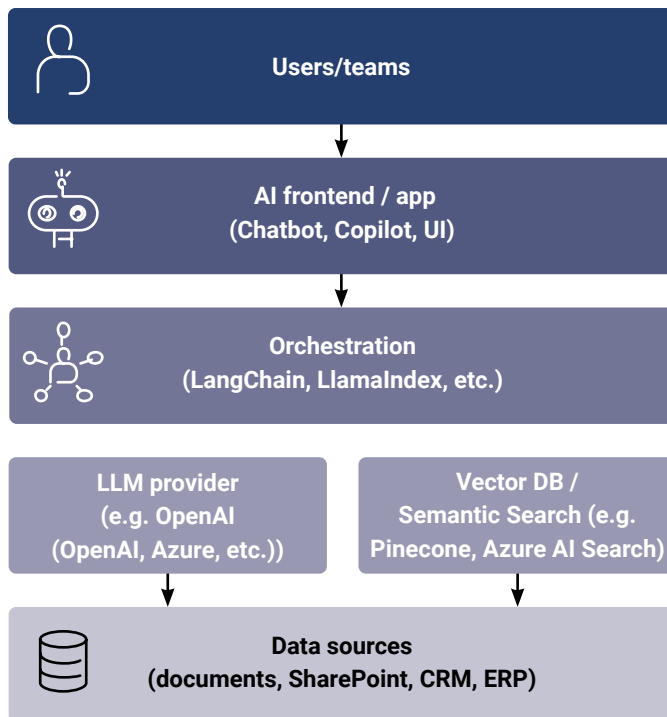 Users/teams
AI frontend / app
(Chatbot, Copilot, UI)
Orchestration
(LangChain, LlamaIndex, etc.)
LLM provider
(e.g. OpenAI
(OpenAI, Azure, etc.))
Vector DB /
Semantic Search (e.g.
Pinecone, Azure AI Search)
Data sources
(documents, SharePoint, CRM, ERP)